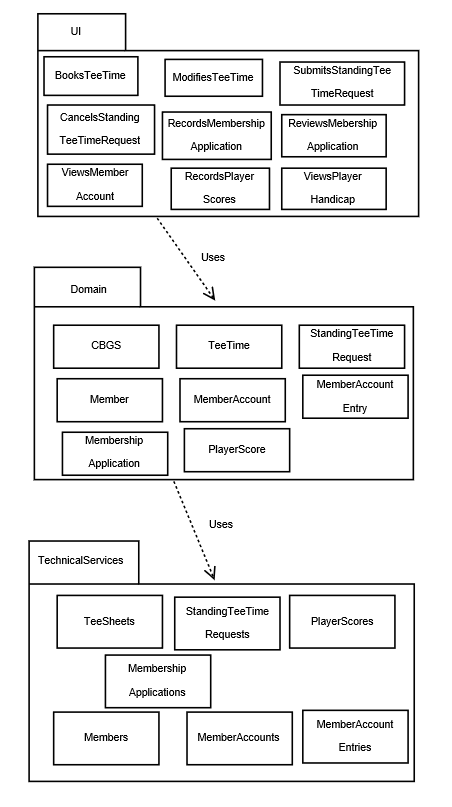 UI
BooksTeeTime
ModifiesTeeTime
SubmitsStandingTee
TimeRequest
CancelsStanding
TeeTimeRequest
RecordsMembership
Application
ReviewsMebership
Application
ViewsMember
Account
RecordsPlayer
Scores
ViewsPlayer
Handicap
Uses
Domain
CBGS
TeeTime
StandingTeeTime
Request
Member
MemberAccount
MemberAccount
Entry
Membership
Application
PlayerScore
Uses
TechnicalServices
TeeSheets
StandingTeeTime
Requests
PlayerScores
Membership
Applications
Members
MemberAccounts
MemberAccount
Entries